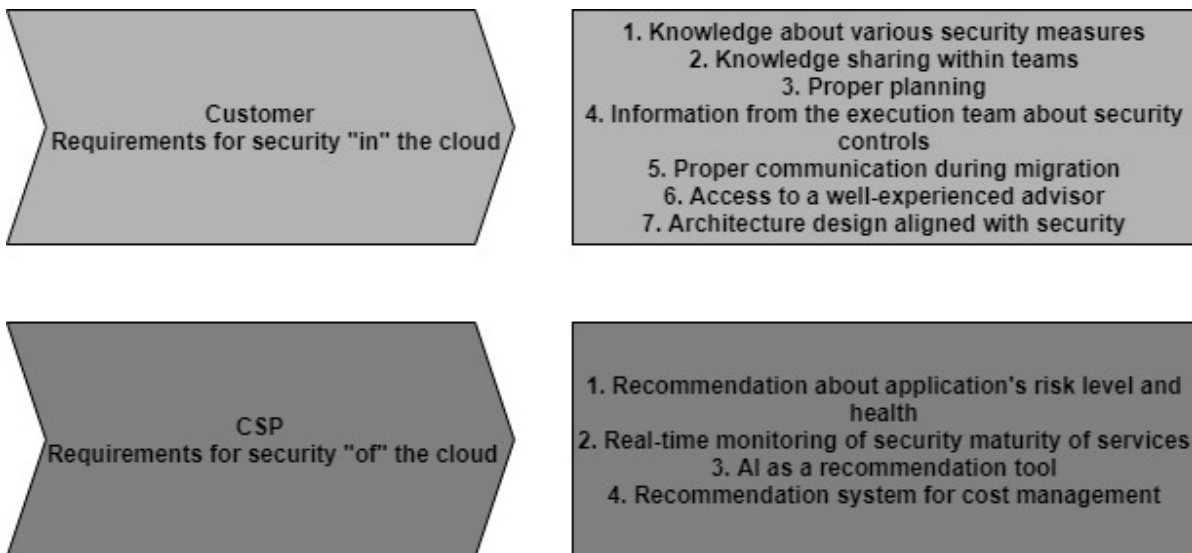 Customer
Requirements for security "in" the cloud
1. Knowledge about various security measures
2. Knowledge sharing within teams
3. Proper planning
4. Information from the execution team about security
controls
5. Proper communication during migration
6. Access to a well-experienced advisor
7. Architecture design aligned with security
CSP
Requirements for security "of" the cloud
1. Recommendation about application's risk level and
health
2. Real-time monitoring of security maturity of services
3. AI as a recommendation tool
4. Recommendation system for cost management